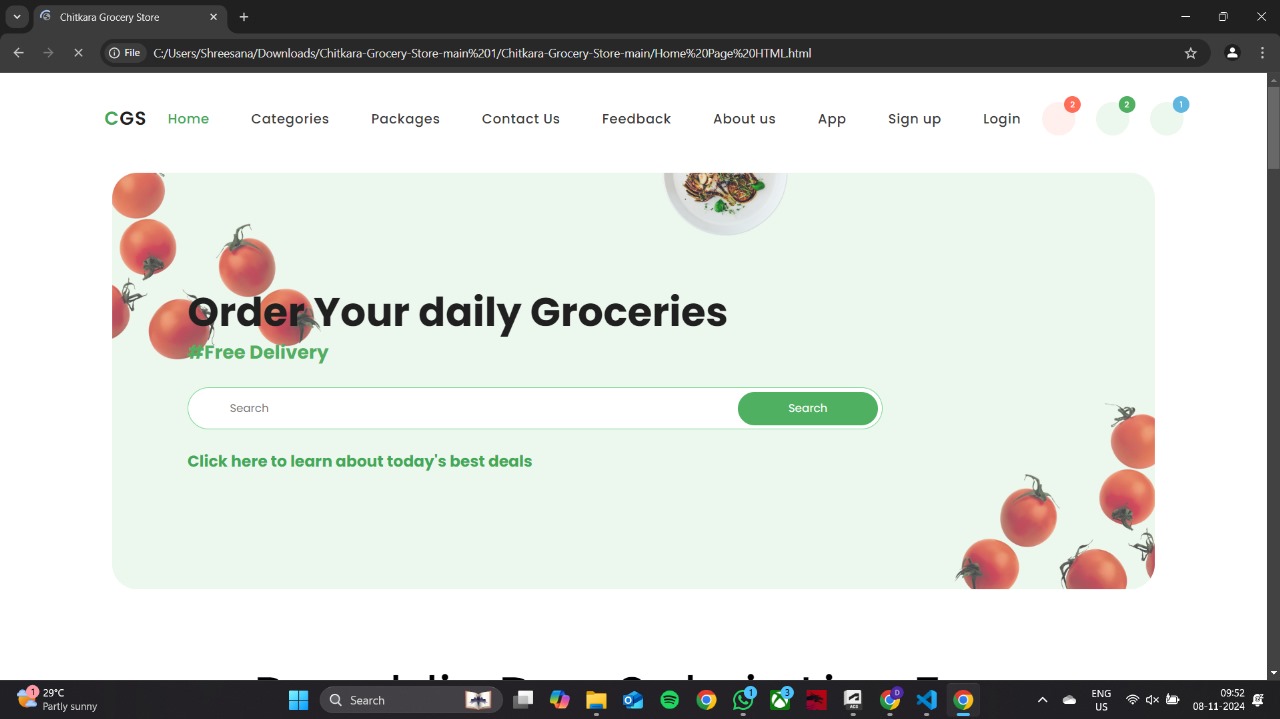 Chitkara Grocery Store
File C:/Users/Shreesana/Downloads/Chitkara-Grocery-Store-main%201/Chitkara-Grocery-Store-main/Home%20Page%20HTML.html
CGS Home Categories Packages Contact Us Feedback About us App Sign up Login 2 2 1
Order Your daily Groceries
#Free Delivery
Search Search
Click here to learn about today's best deals
1 29°C
Partly sunny
Search
1 3 D
ENG
US
09:52
08-11-2024